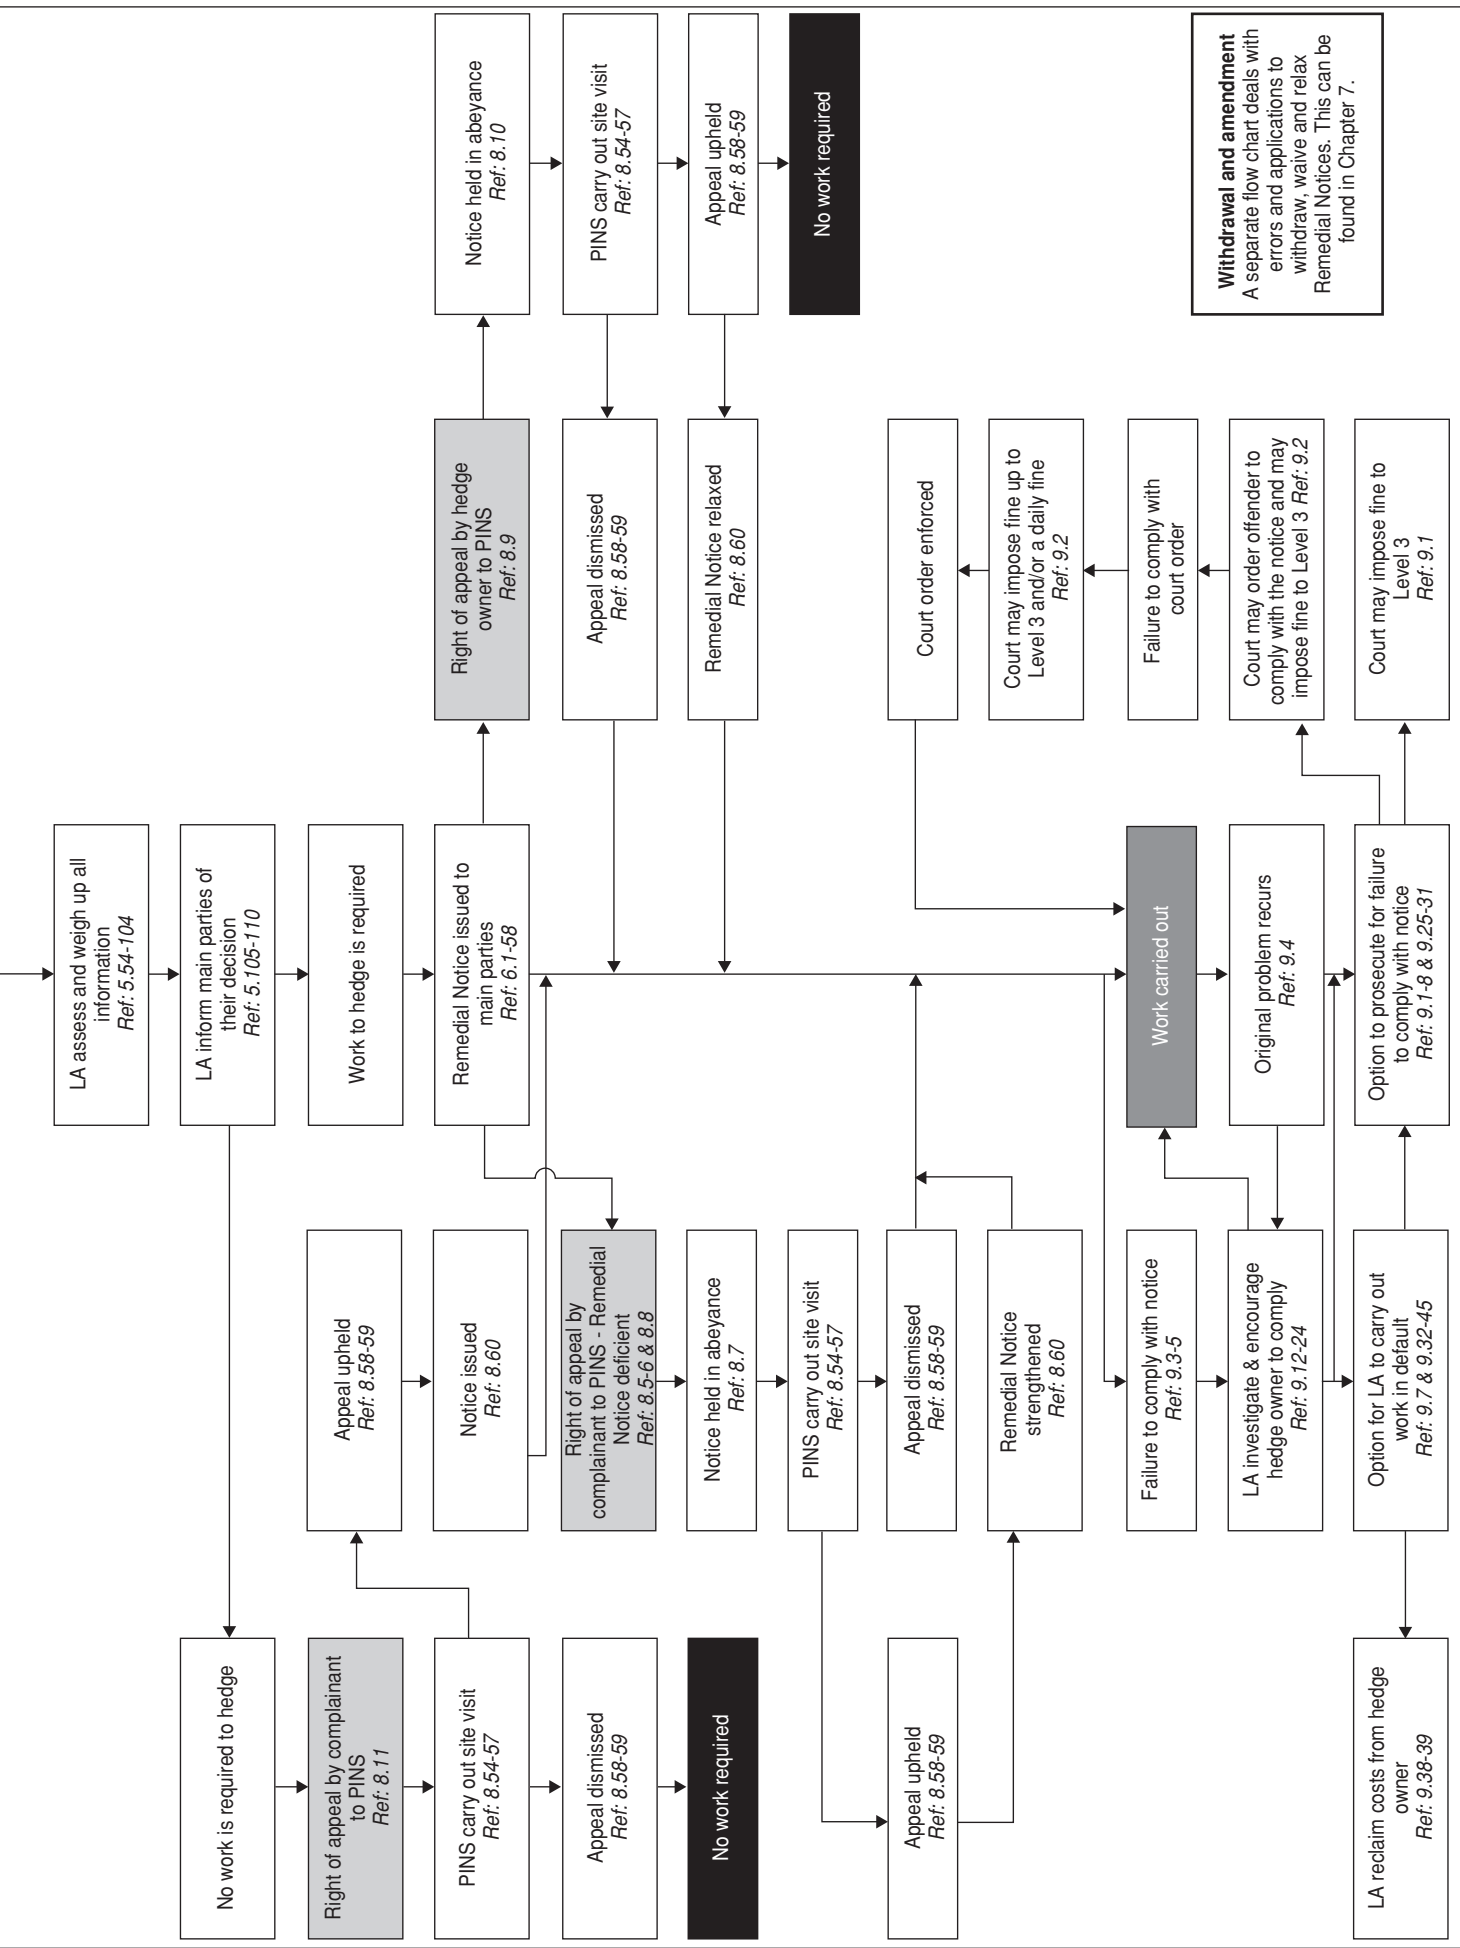 LA assess and weigh up all
information
Ref: 5.54-104
LA inform main parties of
their decision
Ref: 5.105-110
No work is required to hedge
Right of appeal by complainant
to PINS
Ref: 8.11
PINS carry out site visit
Ref: 8.54-57
Appeal dismissed
Ref: 8.58-59
No work required
Appeal upheld
Ref: 8.58-59
Notice issued
Ref: 8.60
Work to hedge is required
Remedial Notice issued to
main parties
Ref: 6.1-58
Right of appeal by
complainant to PINS - Remedial
Notice deficient
Ref: 8.5-6 & 8.8
Notice held in abeyance
Ref: 8.7
PINS carry out site visit
Ref: 8.54-57
Appeal dismissed
Ref: 8.58-59
Appeal upheld
Ref: 8.58-59
Remedial Notice
strengthened
Ref: 8.60
Right of appeal by hedge
owner to PINS
Ref: 8.9
Notice held in abeyance
Ref: 8.10
PINS carry out site visit
Ref: 8.54-57
Appeal dismissed
Ref: 8.58-59
Appeal upheld
Ref: 8.58-59
Remedial Notice relaxed
Ref: 8.60
No work required
Work carried out
Original problem recurs
Ref: 9.4
Failure to comply with notice
Ref: 9.3-5
LA investigate & encourage
hedge owner to comply
Ref: 9.12-24
Option for LA to carry out
work in default
Ref: 9.7 & 9.32-45
LA reclaim costs from hedge
owner
Ref: 9.38-39
Option to prosecute for failure
to comply with notice
Ref: 9.1-8 & 9.25-31
Court may impose fine to
Level 3
Ref: 9.1
Court may order offender to
comply with the notice and may
impose fine to Level 3 Ref: 9.2
Failure to comply with
court order
Court may impose fine up to
Level 3 and/or a daily fine
Ref: 9.2
Court order enforced
Withdrawal and amendment
A separate flow chart deals with
errors and applications to
withdraw, waive and relax
Remedial Notices. This can be
found in Chapter 7.